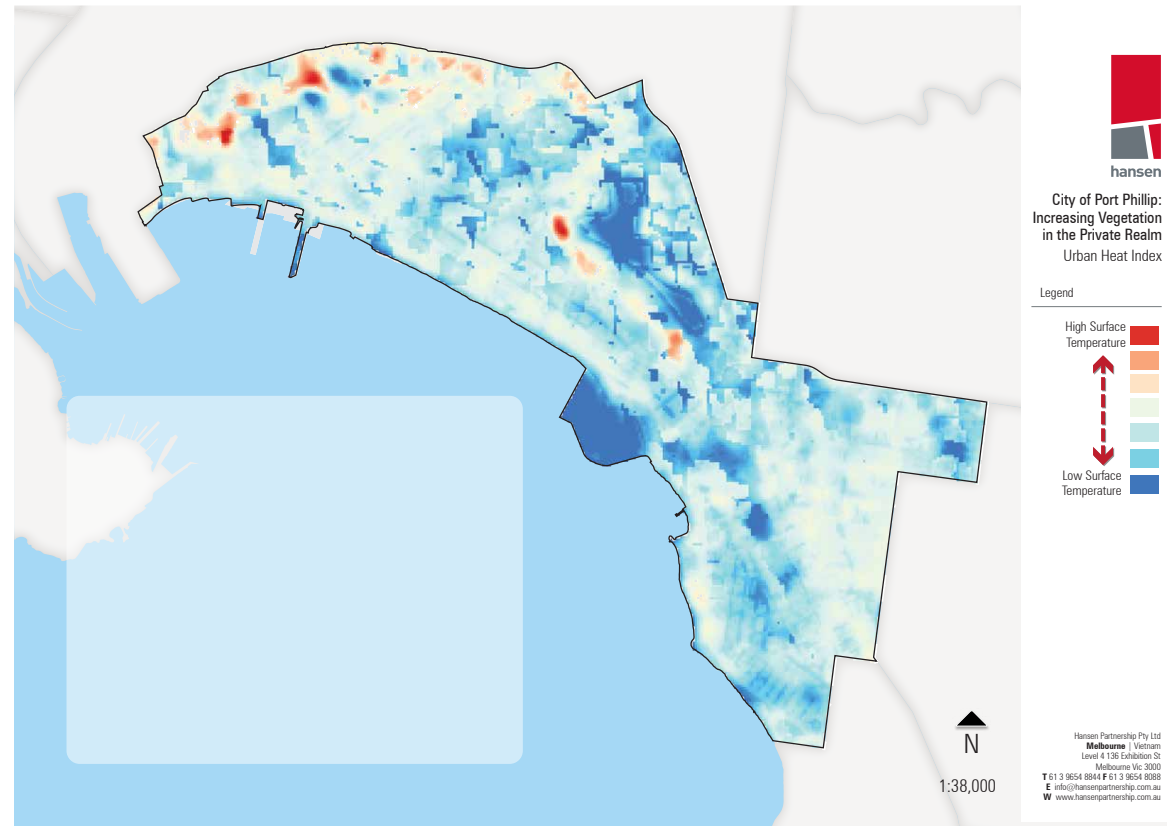 hansen
City of Port Phillip:
Increasing Vegetation
in the Private Realm
Urban Heat Index
Legend
High Surface
Temperature
Low Surface
Temperature
N
1:38,000
Hansen Partnership Pty Ltd
Melbourne | Vietnam
Level 4 136 Exhibition St
Melbourne Vic 3000
T 61 3 9654 8844 F 61 3 9654 8088
E info@hansenpartnership.com.au
W www.hansenpartnership.com.au